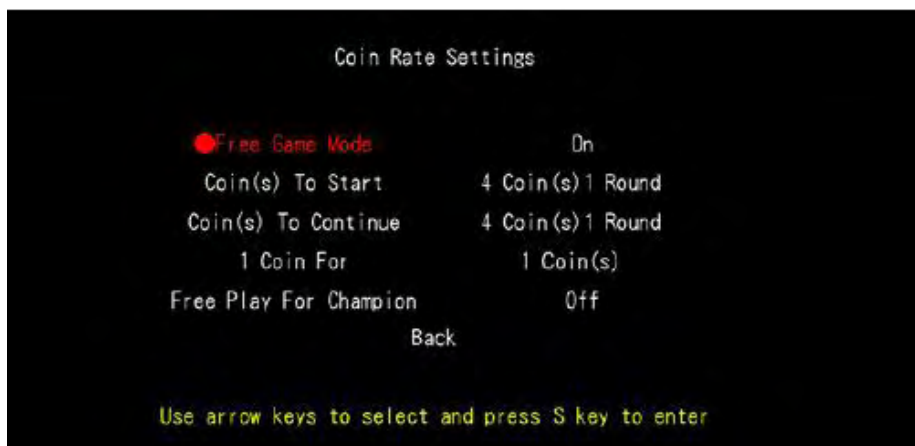 Coin Rate Settings
Free Game Mode On
Coin(s) To Start 4 Coin(s)1 Round
Coin(s) To Continue 4 Coin(s)1 Round
1 Coin For 1 Coin(s)
Free Play For Champion Off
Back
Use arrow keys to select and press S key to enter